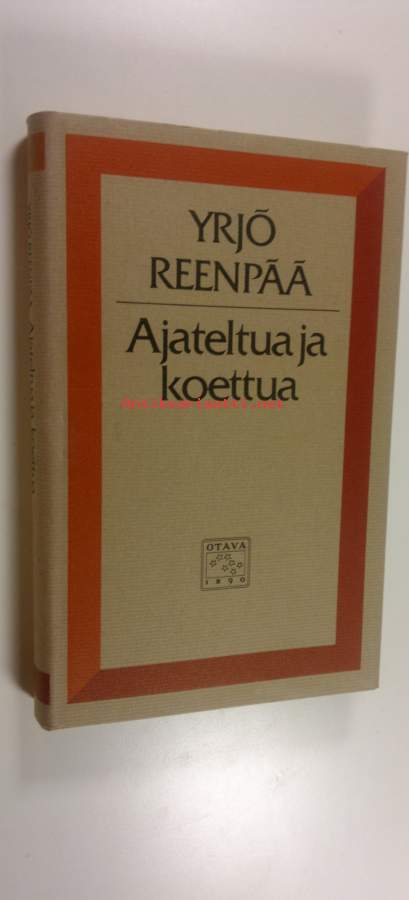 YRJÖ
REENPÄÄ
Ajateltua ja
koettua
Antikvariaatti.net
OTAVA
1890